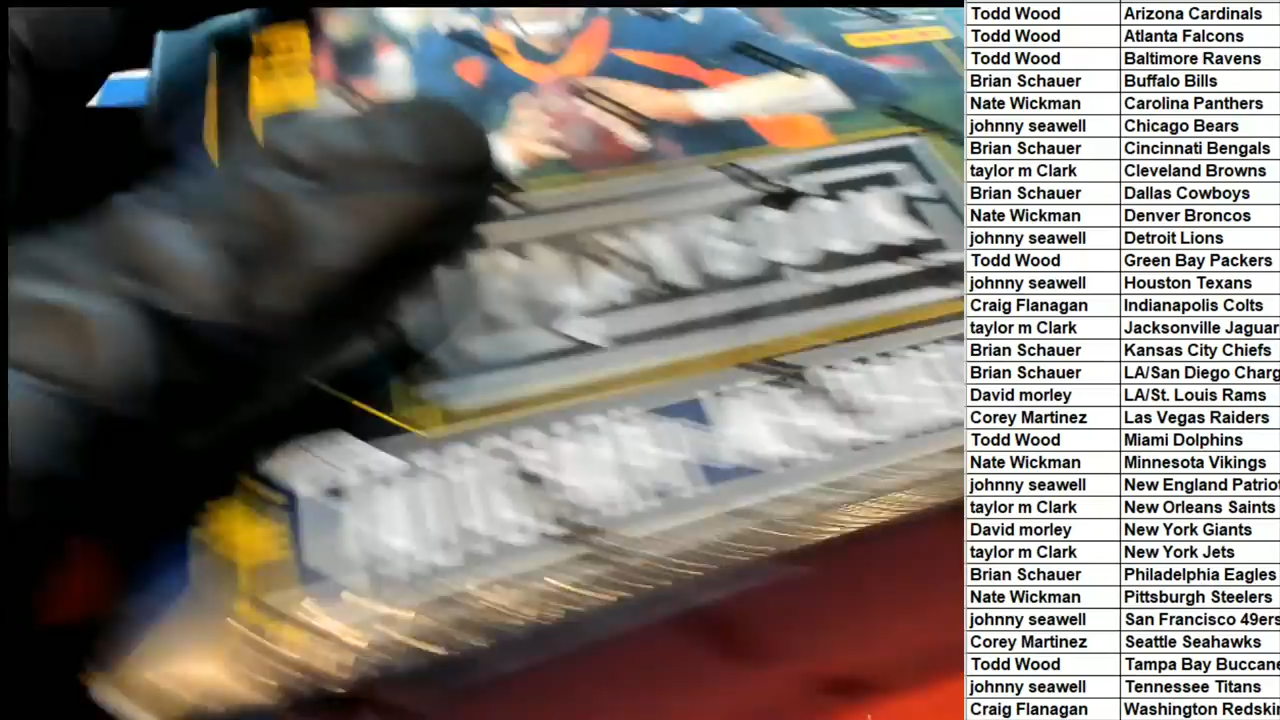 Todd Wood Arizona Cardinals
Todd Wood Atlanta Falcons
Todd Wood Baltimore Ravens
Brian Schauer Buffalo Bills
Nate Wickman Carolina Panthers
johnny seawell Chicago Bears
Brian Schauer Cincinnati Bengals
taylor m Clark Cleveland Browns
Brian Schauer Dallas Cowboys
Nate Wickman Denver Broncos
johnny seawell Detroit Lions
Todd Wood Green Bay Packers
johnny seawell Houston Texans
Craig Flanagan Indianapolis Colts
taylor m Clark Jacksonville Jaguar
Brian Schauer Kansas City Chiefs
Brian Schauer LA/San Diego Charg
David morley LA/St. Louis Rams
Corey Martinez Las Vegas Raiders
Todd Wood Miami Dolphins
Nate Wickman Minnesota Vikings
johnny seawell New England Patriot
taylor m Clark New Orleans Saints
David morley New York Giants
taylor m Clark New York Jets
Brian Schauer Philadelphia Eagles
Nate Wickman Pittsburgh Steelers
johnny seawell San Francisco 49ers
Corey Martinez Seattle Seahawks
Todd Wood Tampa Bay Buccane
johnny seawell Tennessee Titans
Craig Flanagan Washington Redskin